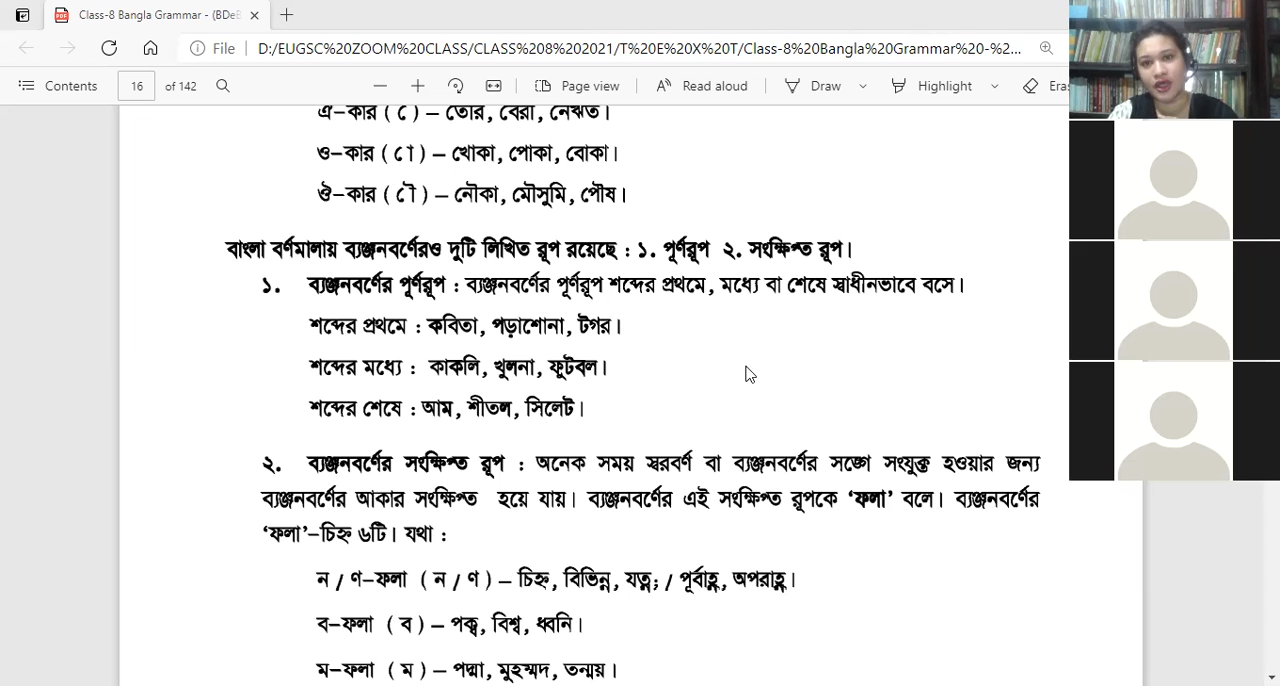 Class-8 Bangla Grammar - (BDeB
File D:/EUGSC%20ZOOM%20CLASS/CLASS%208%202021/T%20E%20X%20T/Class-8%20Bangla%20Grammar%20-%2...
Contents 16 of 142 Page view Read aloud Draw Highlight Eras
এ-কার ( ে ) – তোর, বেরা, নেঋত।
ও-কার ( ো ) – খোকা, পোকা, বোকা।
ঔ-কার ( ৌ ) – নৌকা, মৌসুমি, পৌষ।
বাংলা বর্ণমালায় ব্যঞ্জনবর্ণেরও দুটি লিখিত রূপ রয়েছে : ১. পূর্ণরূপ ২. সংক্ষিপ্ত রূপ।
১. ব্যঞ্জনবর্ণের পূর্ণরূপ : ব্যঞ্জনবর্ণের পূর্ণরূপ শব্দের প্রথমে, মধ্যে বা শেষে স্বাধীনভাবে বসে।
শব্দের প্রথমে : কবিতা, পড়াশোনা, টগর।
শব্দের মধ্যে : কাকলি, খুলনা, ফুটবল।
শব্দের শেষে : আম, শীতল, সিলেট।
২. ব্যঞ্জনবর্ণের সংক্ষিপ্ত রূপ : অনেক সময় স্বরবর্ণ বা ব্যঞ্জনবর্ণের সঙ্গে সংযুক্ত হওয়ার জন্য
ব্যঞ্জনবর্ণের আকার সংক্ষিপ্ত হয়ে যায়। ব্যঞ্জনবর্ণের এই সংক্ষিপ্ত রূপকে ‘ফলা’ বলে। ব্যঞ্জনবর্ণের
‘ফলা’-চিহ্ন ৬টি। যথা :
ন / ণ-ফলা ( ন / ণ ) – চিহ্ন, বিভিন্ন, যত্ন; / পূর্বাহ্ণ, অপরাহ্ণ।
ব-ফলা ( ব ) – পক্ব, বিশ্ব, ধ্বনি।
ম-ফলা ( ম ) – পদ্মা, মুহম্মদ, তন্ময়।